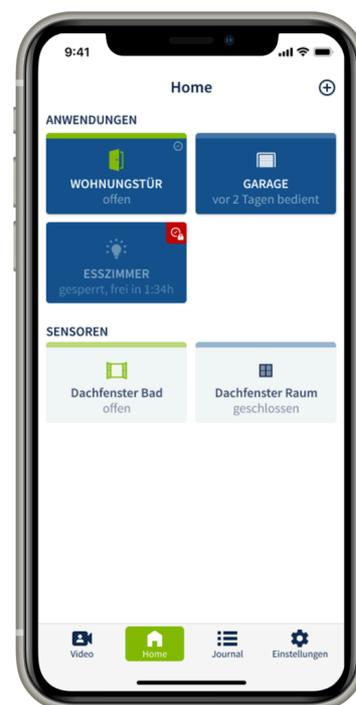 9:41
Home
ANWENDUNGEN
WOHNUNGSTÜR
offen
GARAGE
vor 2 Tagen bedient
ESSZIMMER
gesperrt, frei in 1:34h
SENSOREN
Dachfenster Bad
offen
Dachfenster Raum
geschlossen
Video
Home
Journal
Einstellungen